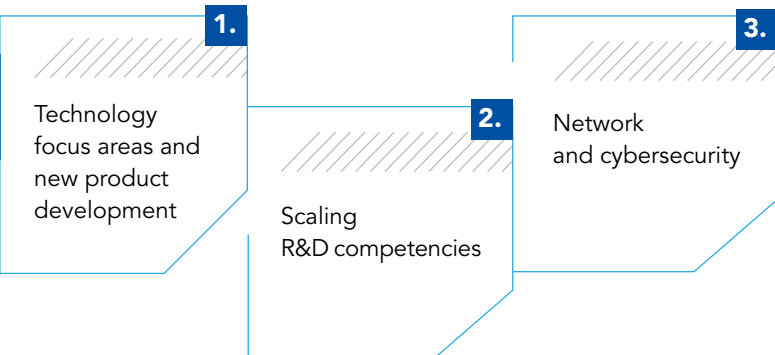 1.
Technology
focus areas and
new product
development
2.
Scaling
R&D competencies
3.
Network
and cybersecurity